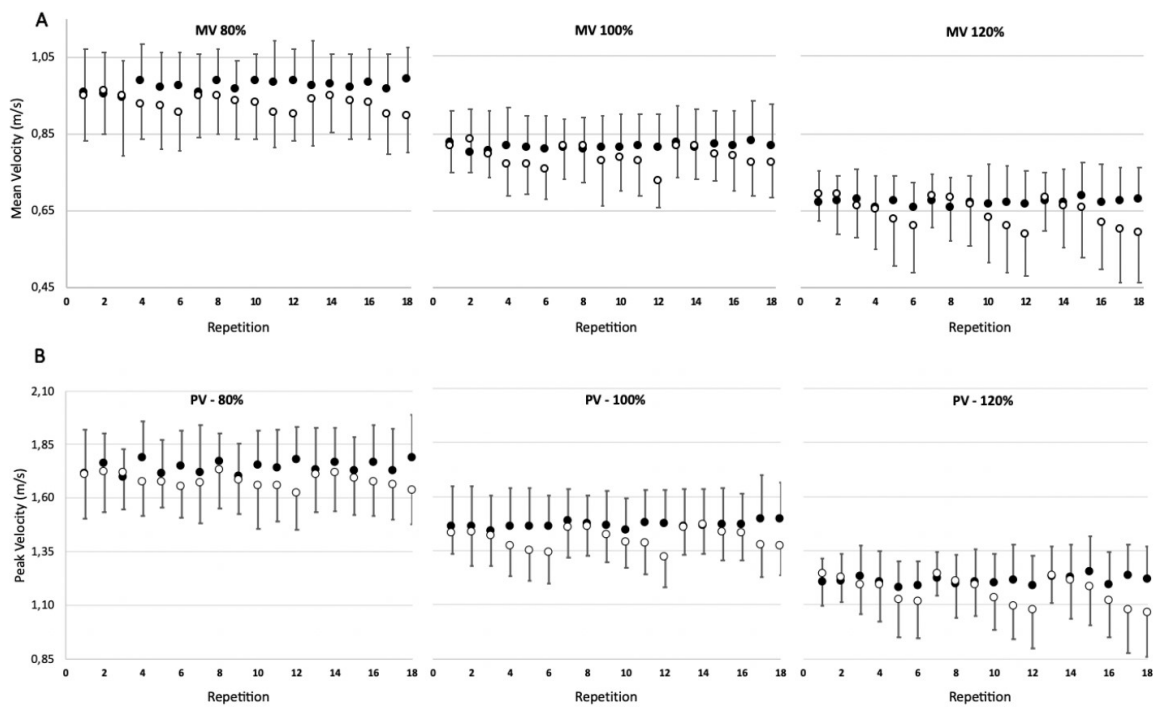 A
MV 80% MV 100% MV 120%
Mean Velocity (m/s)
1,05
0,85
0,65
0,45
0 2 4 6 8 10 12 14 16 18 0 2 4 6 8 10 12 14 16 18 0 2 4 6 8 10 12 14 16 18
Repetition Repetition Repetition
B
PV - 80% PV - 100% PV - 120%
Peak Velocity (m/s)
2,10
1,85
1,60
1,35
1,10
0,85
0 2 4 6 8 10 12 14 16 18 0 2 4 6 8 10 12 14 16 18 0 2 4 6 8 10 12 14 16 18
Repetition Repetition Repetition